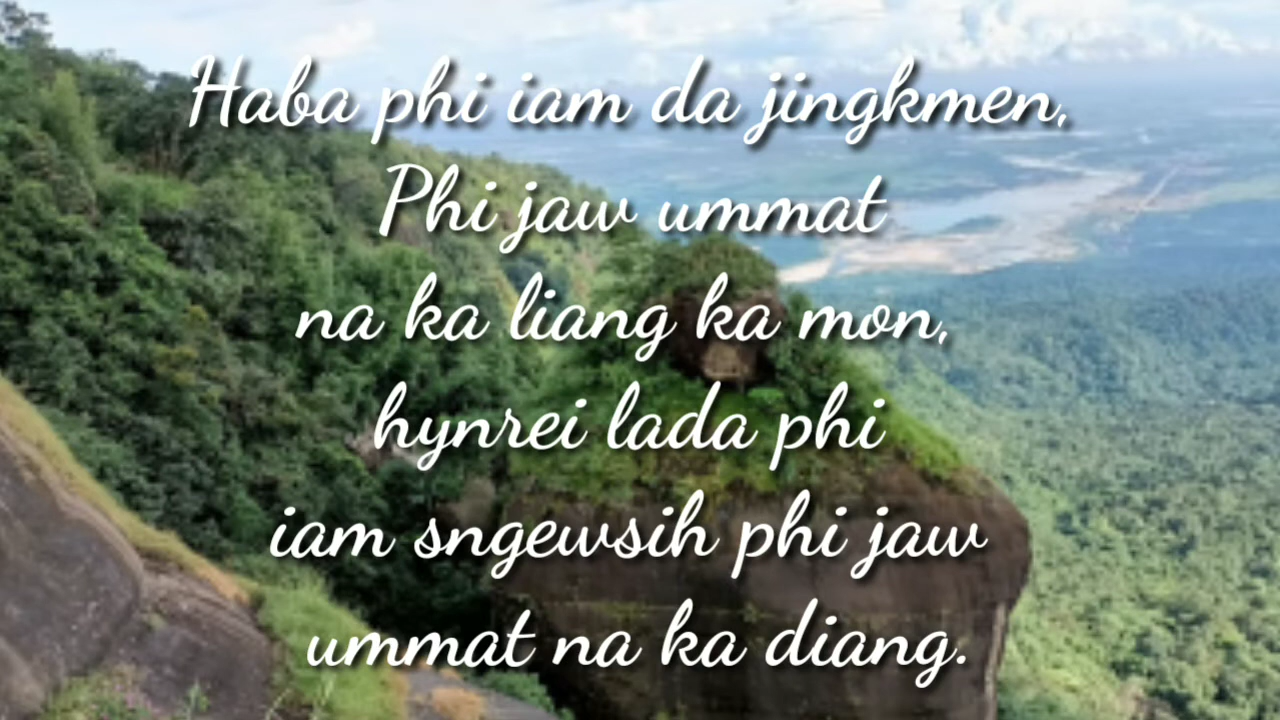 Haba phi iam da jingkmen,
Phi jaw ummat
na ka liang ka mon,
hynrei lada phi
iam sngewsih phi jaw
ummat na ka diang.